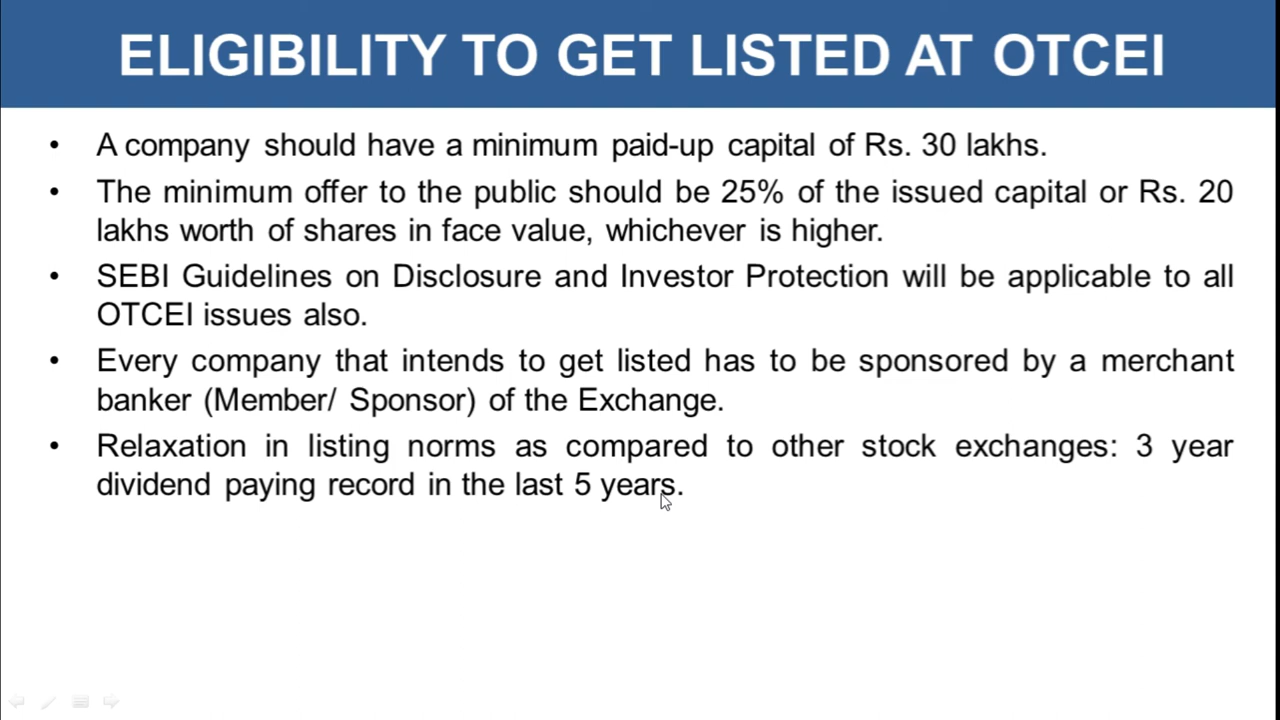 ELIGIBILITY TO GET LISTED AT OTCEI
• A company should have a minimum paid-up capital of Rs. 30 lakhs.
• The minimum offer to the public should be 25% of the issued capital or Rs. 20
lakhs worth of shares in face value, whichever is higher.
• SEBI Guidelines on Disclosure and Investor Protection will be applicable to all
OTCEI issues also.
• Every company that intends to get listed has to be sponsored by a merchant
banker (Member/ Sponsor) of the Exchange.
• Relaxation in listing norms as compared to other stock exchanges: 3 year
dividend paying record in the last 5 years.